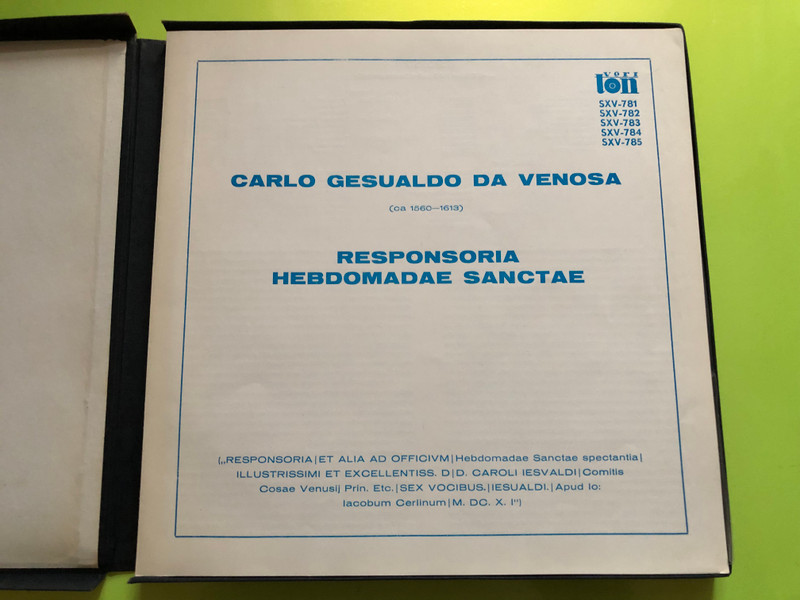 veri
ton
SXV-781
SXV-782
SXV-783
SXV-784
SXV-785
CARLO GESUALDO DA VENOSA
(ca 1560—1613)
RESPONSORIA
HEBDOMADAE SANCTAE
(„RESPONSORIA|ET ALIA AD OFFICIVM|Hebdomadae Sanctae spectantia|
ILLUSTRISSIMI ET EXCELLENTISS. D|D. CAROLI IESVALDI|Comitis
Cosae Venusij Prin. Etc.|SEX VOCIBUS.|IESUALDI.|Apud Io:
Iacobum Cerlinum|M. DC. X. I“)